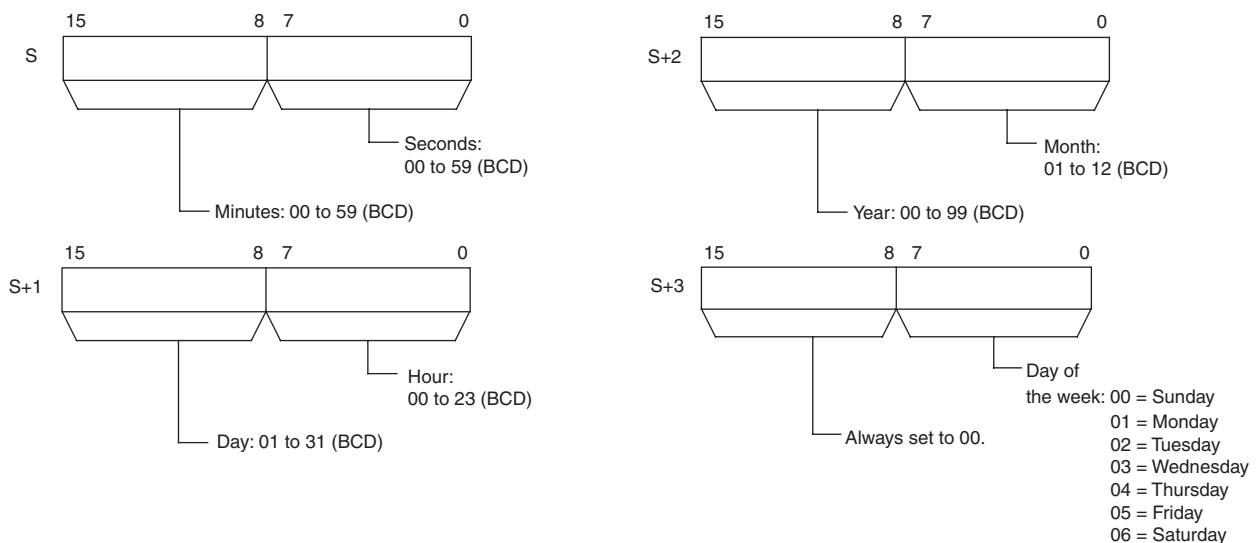 15 8 7 0
S
Seconds:
00 to 59 (BCD)
Minutes: 00 to 59 (BCD)
15 8 7 0
S+1
Hour:
00 to 23 (BCD)
Day: 01 to 31 (BCD)
15 8 7 0
S+2
Month:
01 to 12 (BCD)
Year: 00 to 99 (BCD)
15 8 7 0
S+3
Day of
the week: 00 = Sunday
01 = Monday
02 = Tuesday
03 = Wednesday
04 = Thursday
05 = Friday
06 = Saturday
Always set to 00.